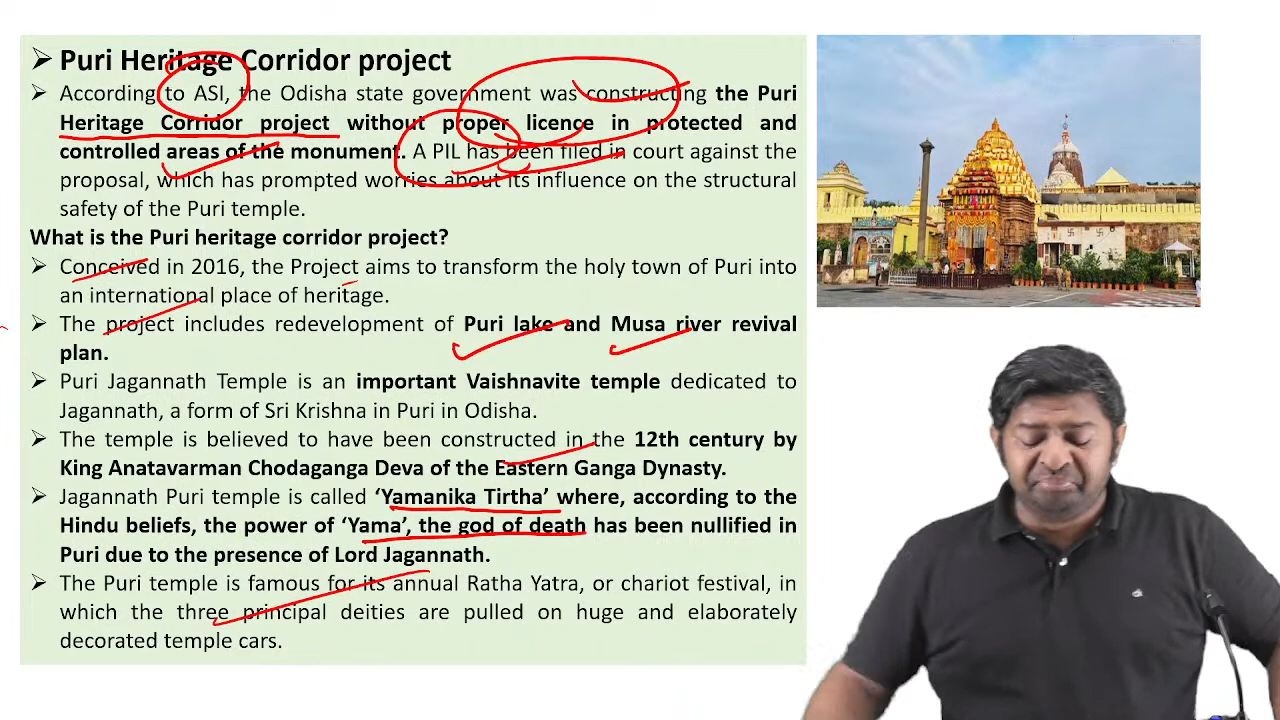 ➢ Puri Heritage Corridor project
➢ According to ASI, the Odisha state government was constructing the Puri
Heritage Corridor project without proper licence in protected and
controlled areas of the monument. A PIL has been filed in court against the
proposal, which has prompted worries about its influence on the structural
safety of the Puri temple.
What is the Puri heritage corridor project?
➢ Conceived in 2016, the Project aims to transform the holy town of Puri into
an international place of heritage.
➢ The project includes redevelopment of Puri lake and Musa river revival
plan.
➢ Puri Jagannath Temple is an important Vaishnavite temple dedicated to
Jagannath, a form of Sri Krishna in Puri in Odisha.
➢ The temple is believed to have been constructed in the 12th century by
King Anatavarman Chodaganga Deva of the Eastern Ganga Dynasty.
➢ Jagannath Puri temple is called ‘Yamanika Tirtha’ where, according to the
Hindu beliefs, the power of ‘Yama’, the god of death has been nullified in
Puri due to the presence of Lord Jagannath.
➢ The Puri temple is famous for its annual Ratha Yatra, or chariot festival, in
which the three principal deities are pulled on huge and elaborately
decorated temple cars.